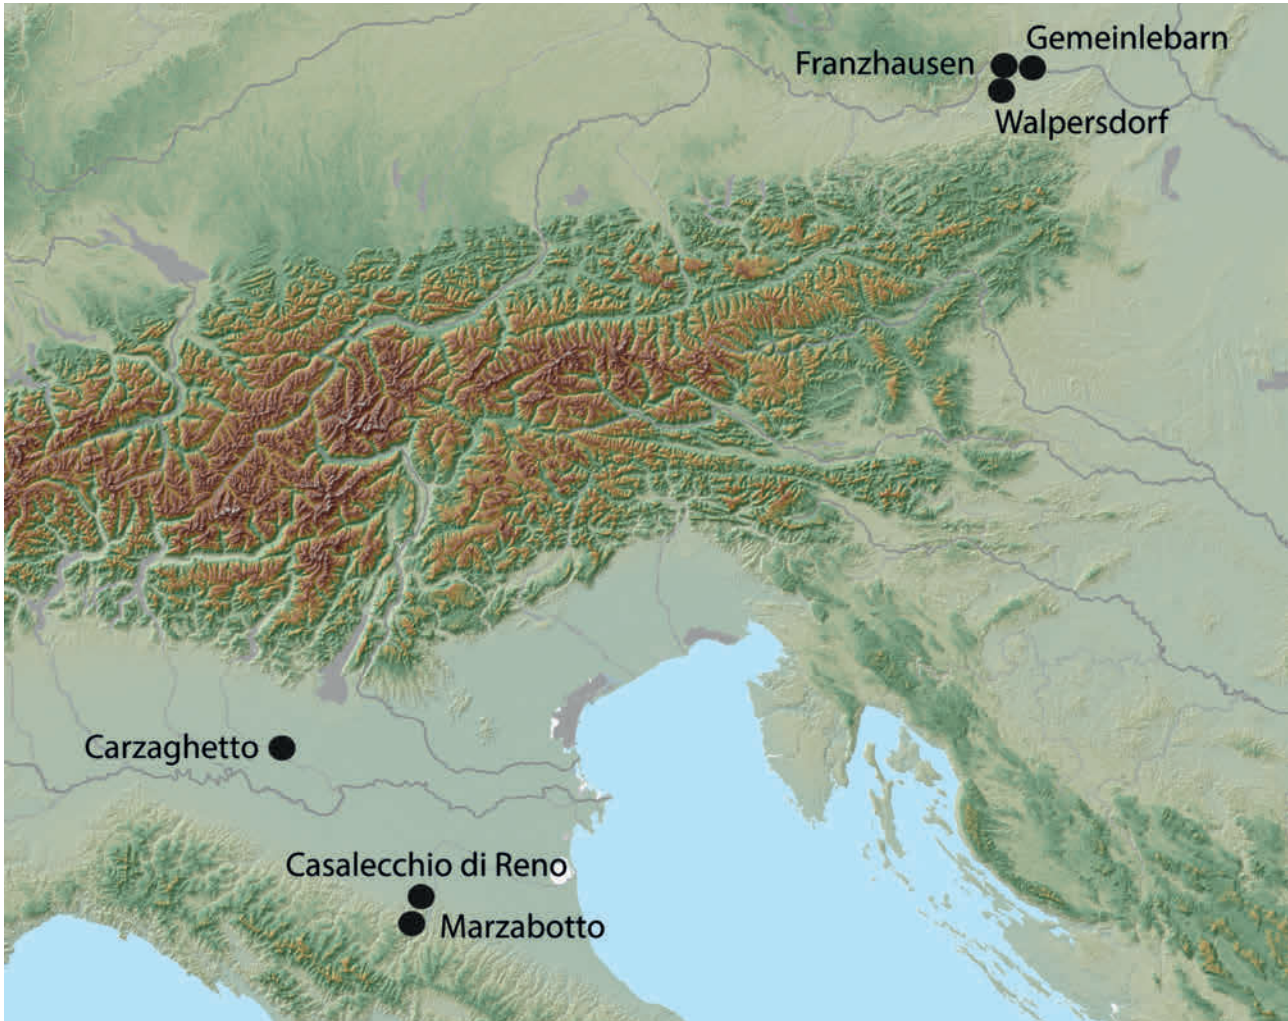 Gemeinlebarn
Franzhausen
Walpersdorf
Carzaghetto
Casalecchio di Reno
Marzabotto